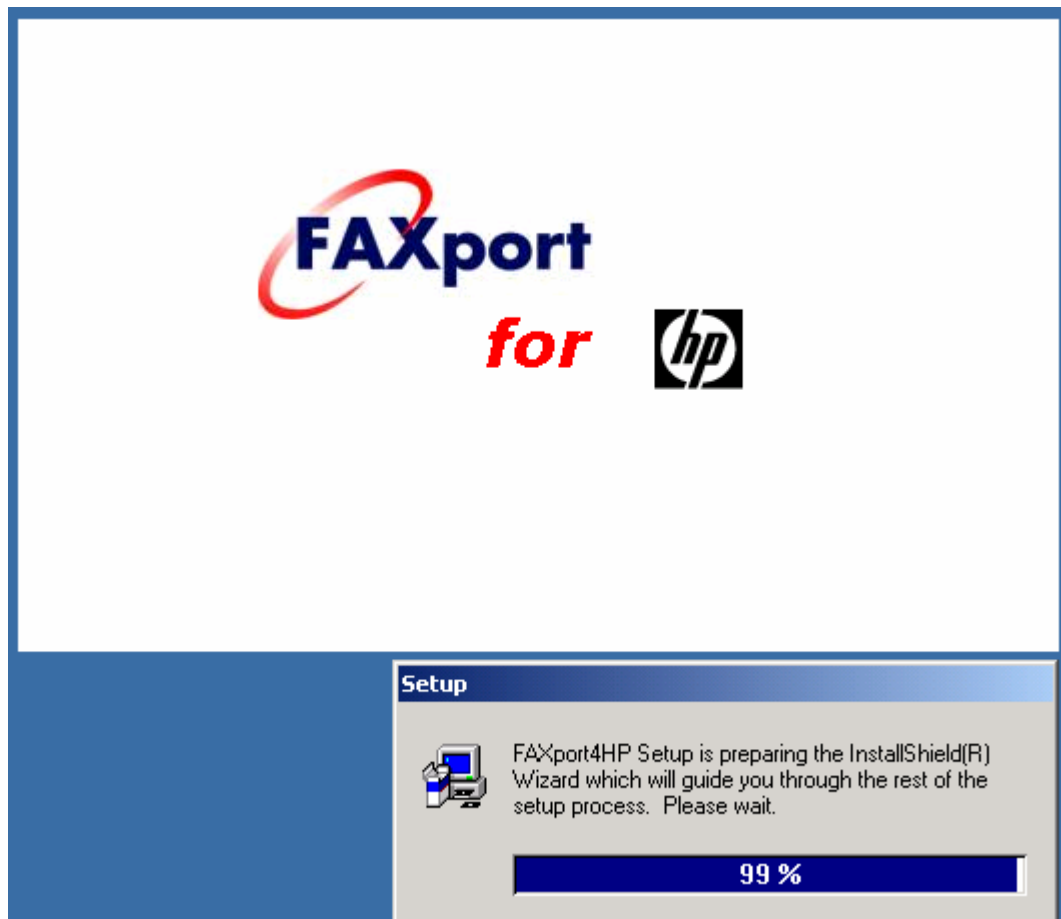 FAXport
for hp
Setup
FAXport4HP Setup is preparing the InstallShield(R)
Wizard which will guide you through the rest of the
setup process.  Please wait.
99 %